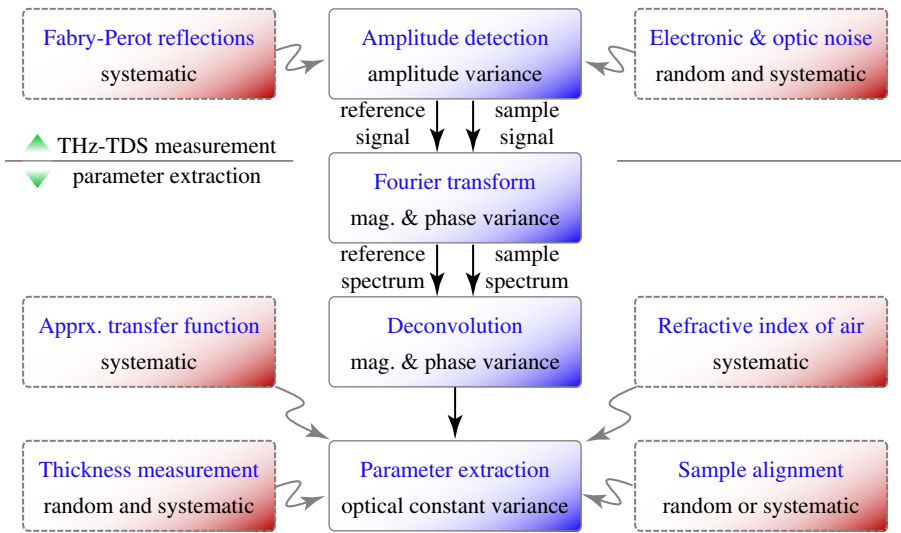 Fabry-Perot reflections
systematic
Amplitude detection
amplitude variance
Electronic & optic noise
random and systematic
reference
signal
sample
signal
THz-TDS measurement
parameter extraction
Fourier transform
mag. & phase variance
reference
spectrum
sample
spectrum
Apprx. transfer function
systematic
Deconvolution
mag. & phase variance
Refractive index of air
systematic
Thickness measurement
random and systematic
Parameter extraction
optical constant variance
Sample alignment
random or systematic